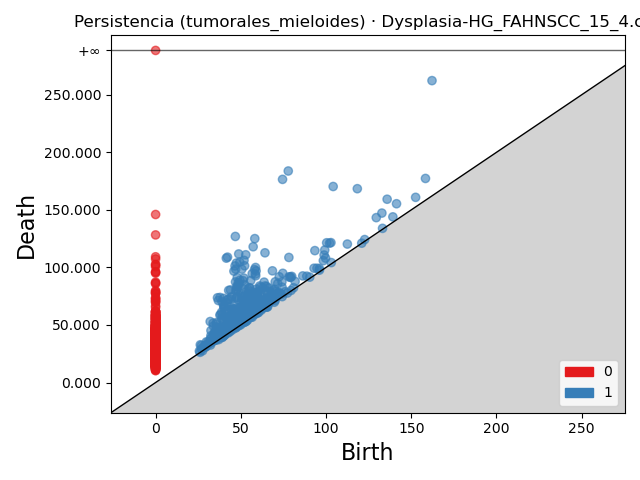 Persistencia (tumorales_mieloides) · Dysplasia-HG_FAHNSCC_15_4.c
+∞
250.000
200.000
150.000
100.000
50.000
0.000
Death
0 50 100 150 200 250
Birth
0
1